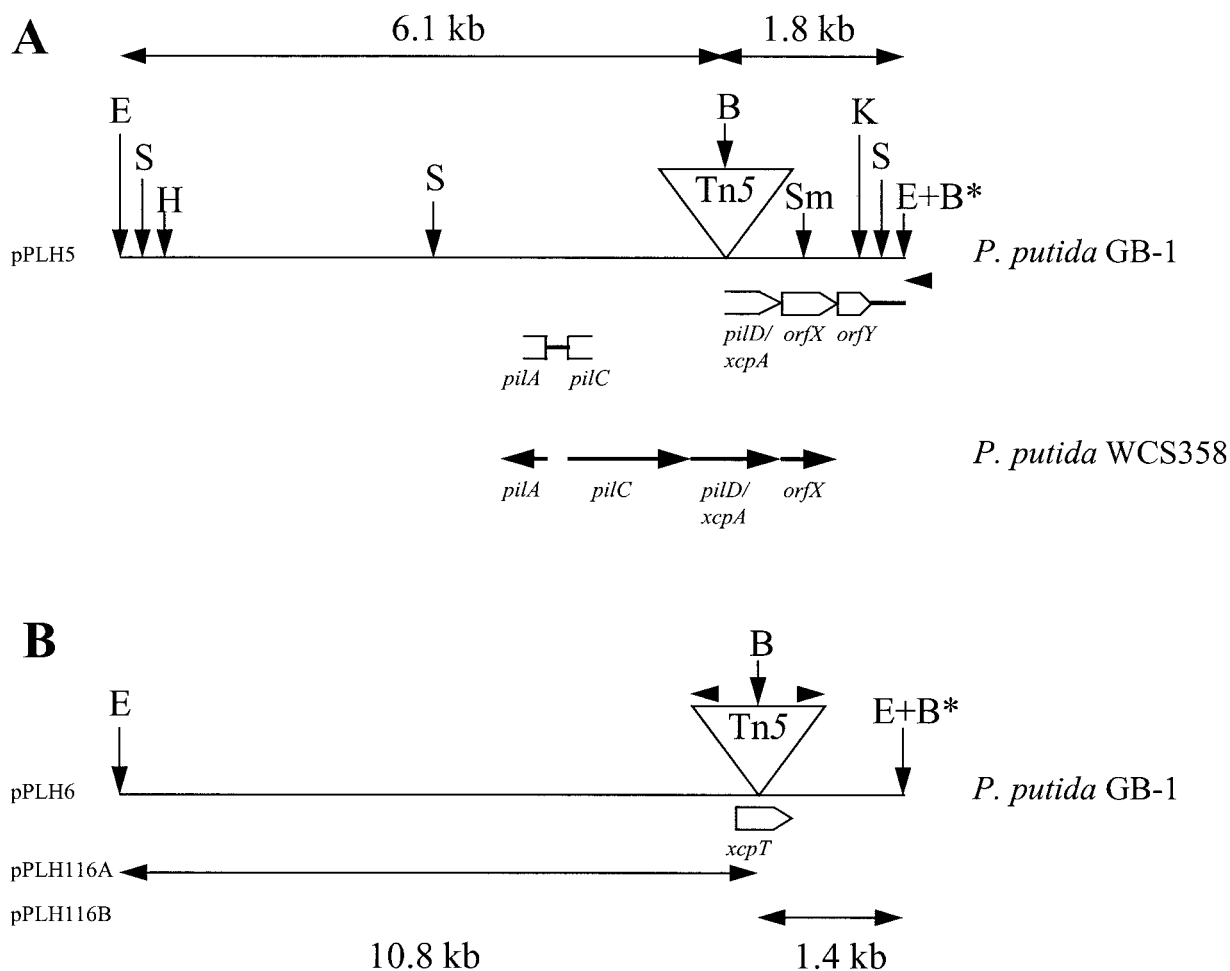 A
6.1 kb 1.8 kb
E S H S B Tn5 Sm K S E+B*
pPLH5 P. putida GB-1
pilD/ orfX orfY
xcpA
pilA pilC
P. putida WCS358
pilA pilC pilD/ orfX
xcpA
B
E B Tn5 E+B*
pPLH6 P. putida GB-1
xcpT
pPLH116A
pPLH116B
10.8 kb 1.4 kb